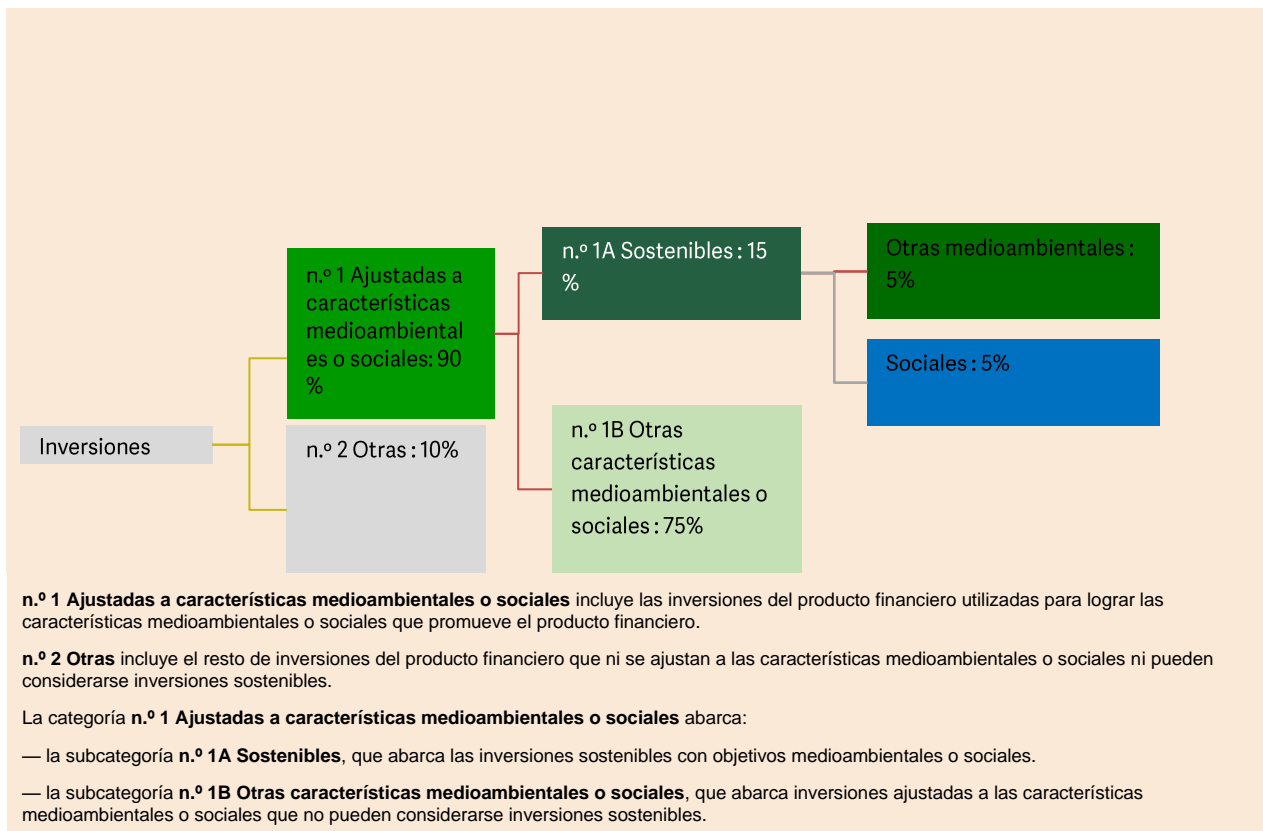 n.º 1 Ajustadas a
características
medioambiental
es o sociales: 90
%
n.º 1A Sostenibles : 15
%
Otras medioambientales :
5%
Sociales : 5%
Inversiones
n.º 2 Otras : 10%
n.º 1B Otras
características
medioambientales o
sociales : 75%
n.º 1 Ajustadas a características medioambientales o sociales incluye las inversiones del producto financiero utilizadas para lograr las
características medioambientales o sociales que promueve el producto financiero.
n.º 2 Otras incluye el resto de inversiones del producto financiero que ni se ajustan a las características medioambientales o sociales ni pueden
considerarse inversiones sostenibles.
La categoría n.º 1 Ajustadas a características medioambientales o sociales abarca:
— la subcategoría n.º 1A Sostenibles, que abarca las inversiones sostenibles con objetivos medioambientales o sociales.
— la subcategoría n.º 1B Otras características medioambientales o sociales, que abarca inversiones ajustadas a las características
medioambientales o sociales que no pueden considerarse inversiones sostenibles.